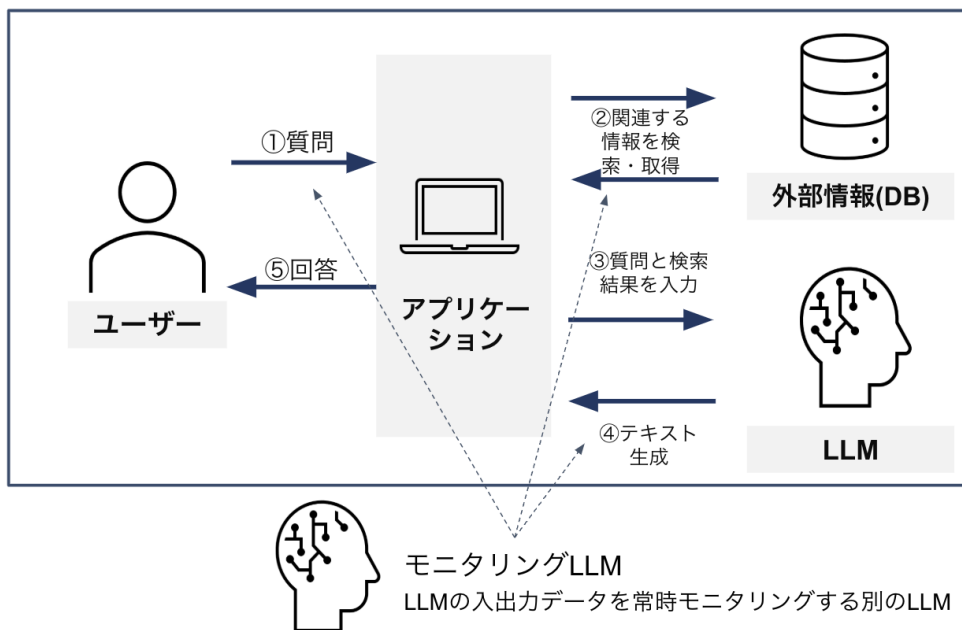 ①質問
②関連する
情報を検
索・取得
外部情報(DB)
⑤回答
ユーザー
アプリケー
ション
③質問と検索
結果を入力
④テキスト
生成
LLM
モニタリングLLM
LLMの入出力データを常時モニタリングする別のLLM